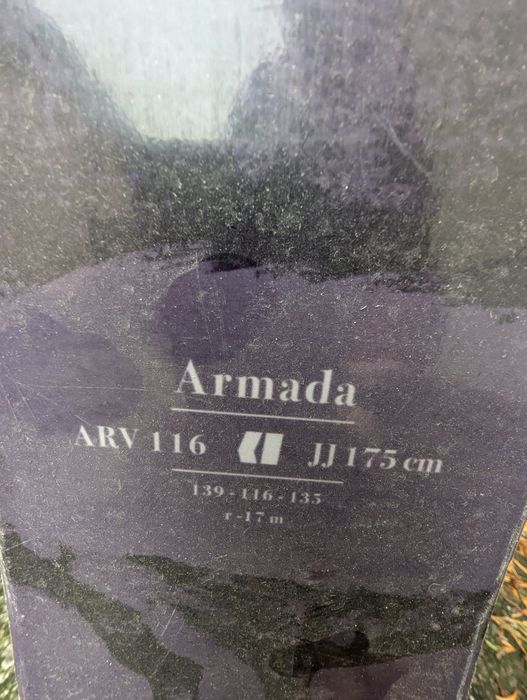 Armada
ARV 116 JJ 175 cm
139 - 116 - 135
r - 17 m